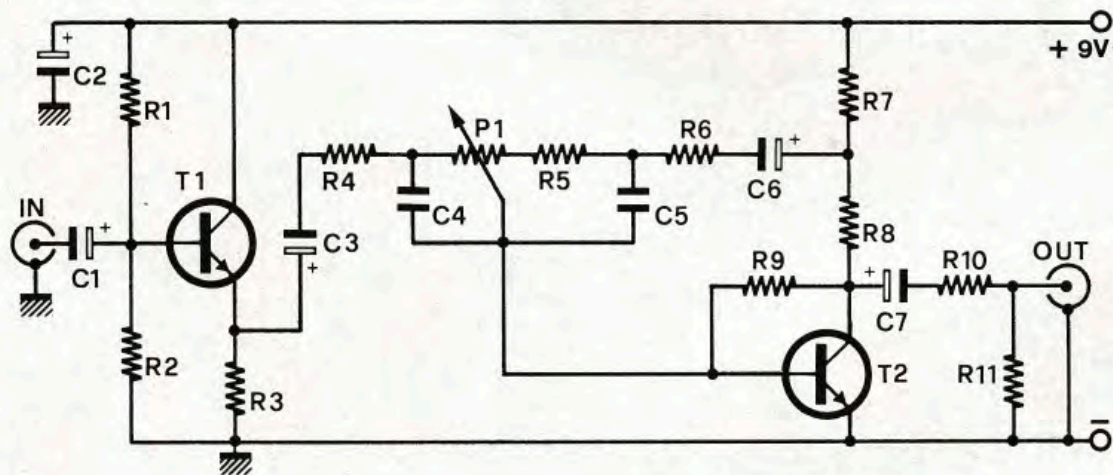 +
C2
R1
+ 9V
R7
P1
R4
R5
R6
+
C6
T1
C4
C5
R8
IN
+
C1
C3
+
R9
+
C7
R10
OUT
R2
R3
T2
R11
−